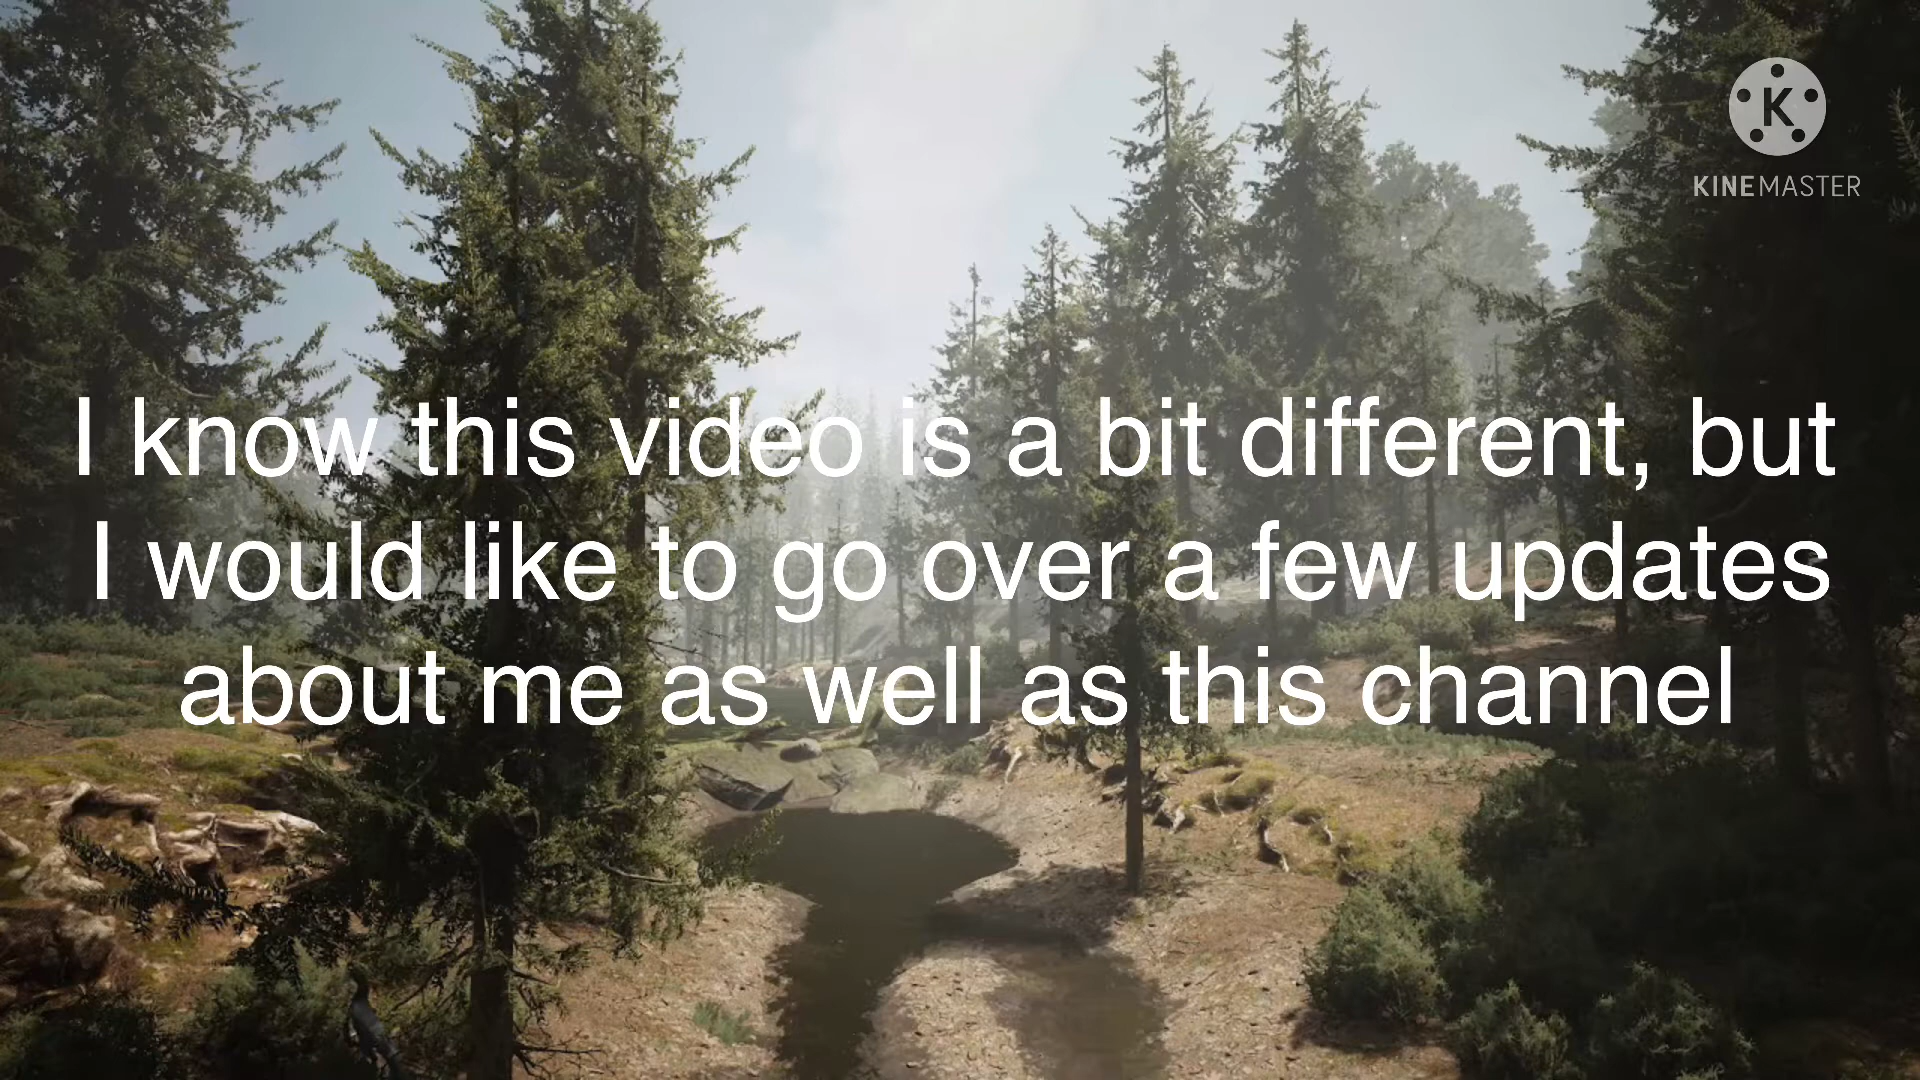 K
KINEMASTER
I know this video is a bit different, but
I would like to go over a few updates
about me as well as this channel